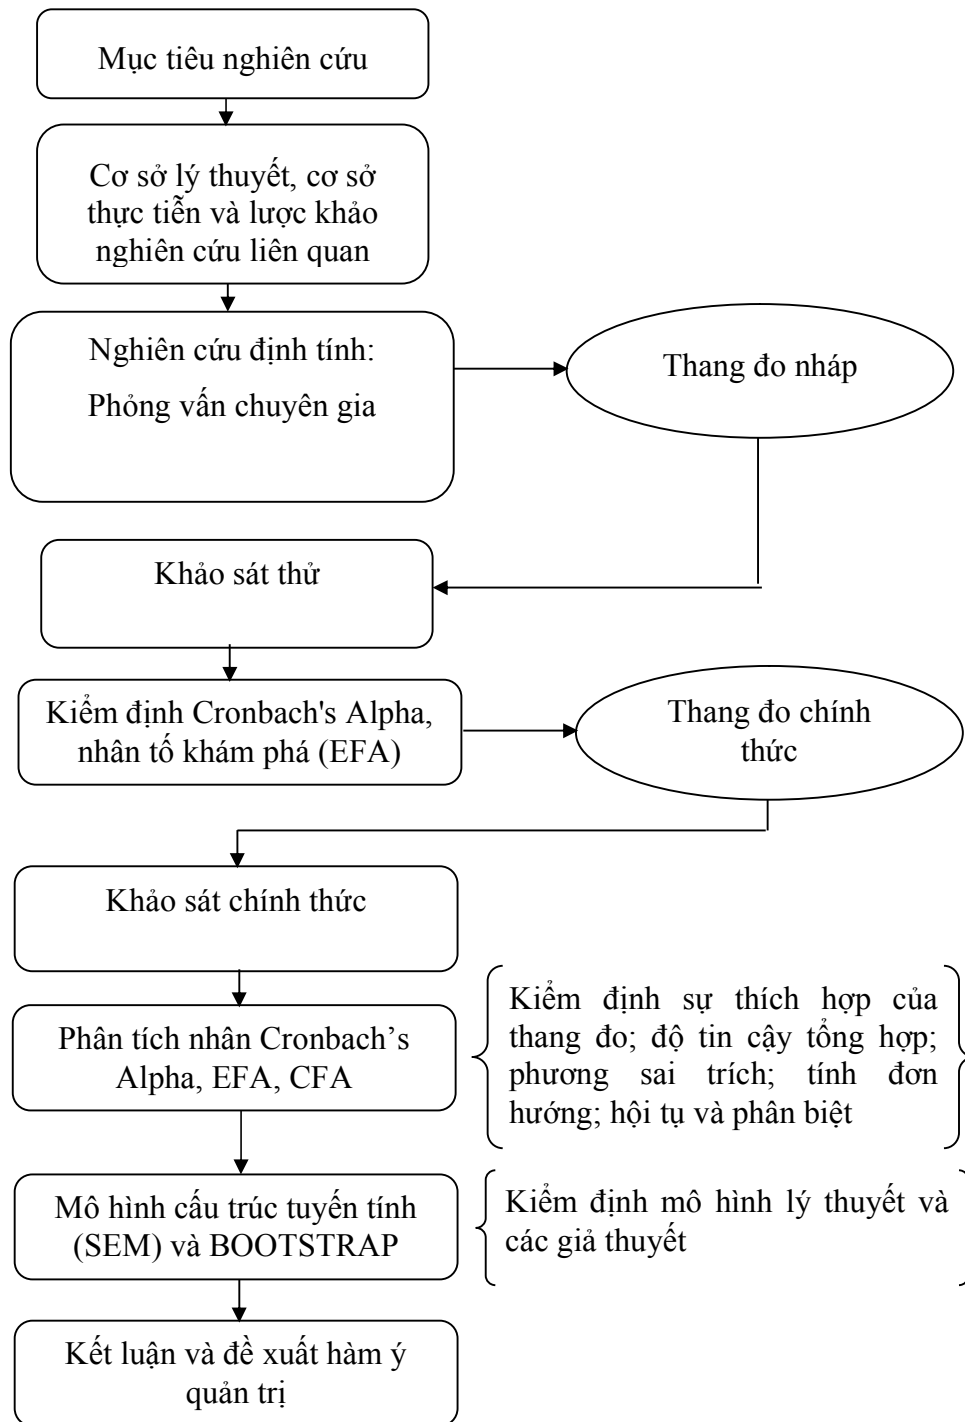 Mục tiêu nghiên cứu
Cơ sở lý thuyết, cơ sở
thực tiễn và lược khảo
nghiên cứu liên quan
Nghiên cứu định tính:
Phỏng vấn chuyên gia
Thang đo nháp
Khảo sát thử
Kiểm định Cronbach's Alpha,
nhân tố khám phá (EFA)
Thang đo chính
thức
Khảo sát chính thức
Phân tích nhân Cronbach’s
Alpha, EFA, CFA
Kiểm định sự thích hợp của
thang đo; độ tin cậy tổng hợp;
phương sai trích; tính đơn
hướng; hội tụ và phân biệt
Mô hình cấu trúc tuyến tính
(SEM) và BOOTSTRAP
Kiểm định mô hình lý thuyết và
các giả thuyết
Kết luận và đề xuất hàm ý
quản trị